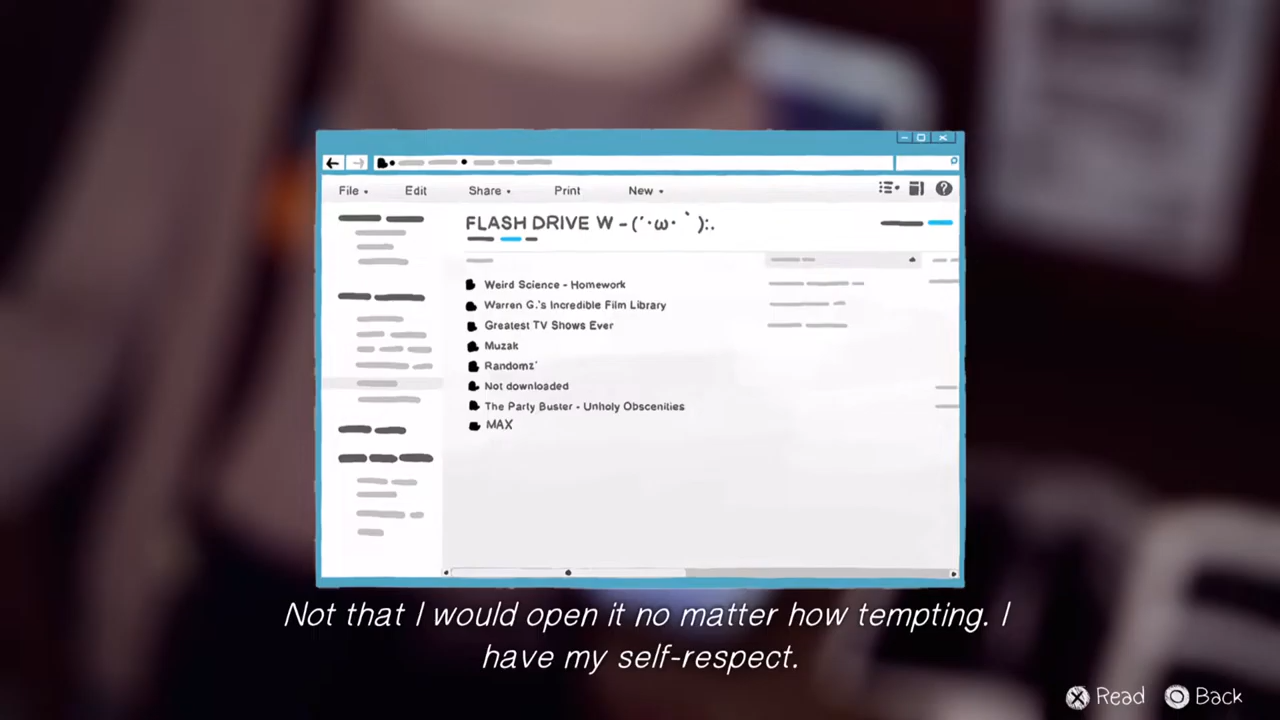 File
Edit
Share
Print
New
?
FLASH DRIVE W -(´·ω·`):.
Weird Science - Homework
Warren G.'s Incredible Film Library
Greatest TV Shows Ever
Muzak
Randomz'
Not downloaded
The Party Buster - Unholy Obscenities
MAX
Not that I would open it no matter how tempting. I
have my self-respect.
Read
Back